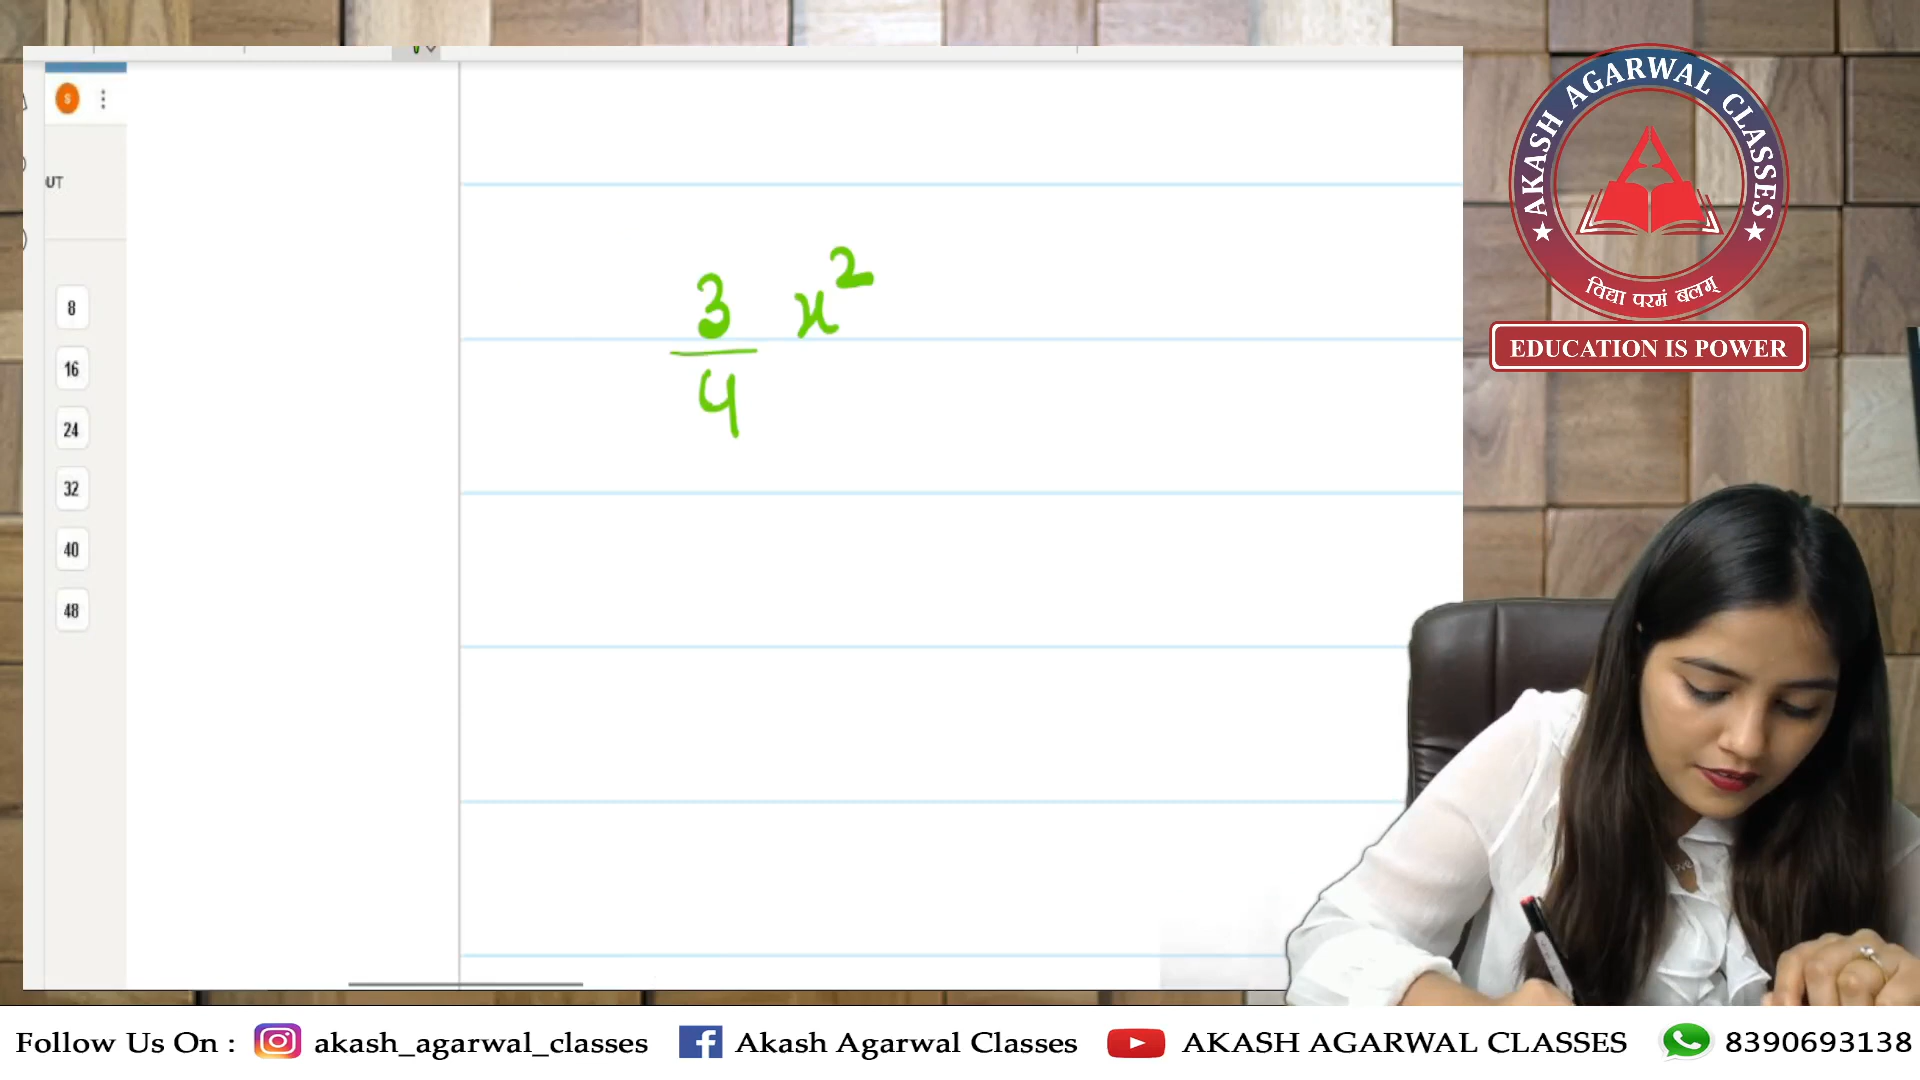 UT
8
16
24
32
40
48
3/4 x²
AKASH AGARWAL CLASSES
विद्या परमं बलम्
EDUCATION IS POWER
Follow Us On : akash_agarwal_classes Akash Agarwal Classes AKASH AGARWAL CLASSES 8390693138